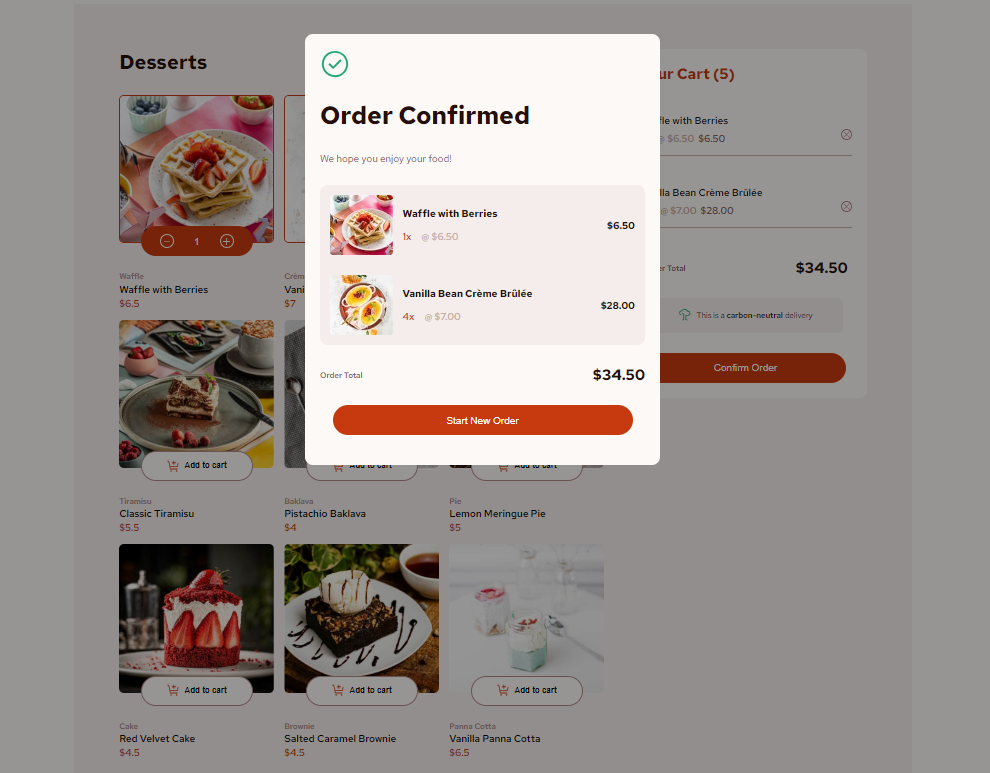 Desserts
1
Waffle
Waffle with Berries
$6.5
Crèm
Vani
$7
Add to cart
Add to cart
Add to cart
Tiramisu
Classic Tiramisu
$5.5
Baklava
Pistachio Baklava
$4
Pie
Lemon Meringue Pie
$5
Add to cart
Add to cart
Add to cart
Cake
Red Velvet Cake
$4.5
Brownie
Salted Caramel Brownie
$4.5
Panna Cotta
Vanilla Panna Cotta
$6.5
Order Confirmed
We hope you enjoy your food!
Waffle with Berries
1x @ $6.50
$6.50
Vanilla Bean Crème Brûlée
4x @ $7.00
$28.00
Order Total
$34.50
Start New Order
ur Cart (5)
fle with Berries
@ $6.50 $6.50
lla Bean Crème Brûlée
@ $7.00 $28.00
er Total
$34.50
This is a carbon-neutral delivery
Confirm Order